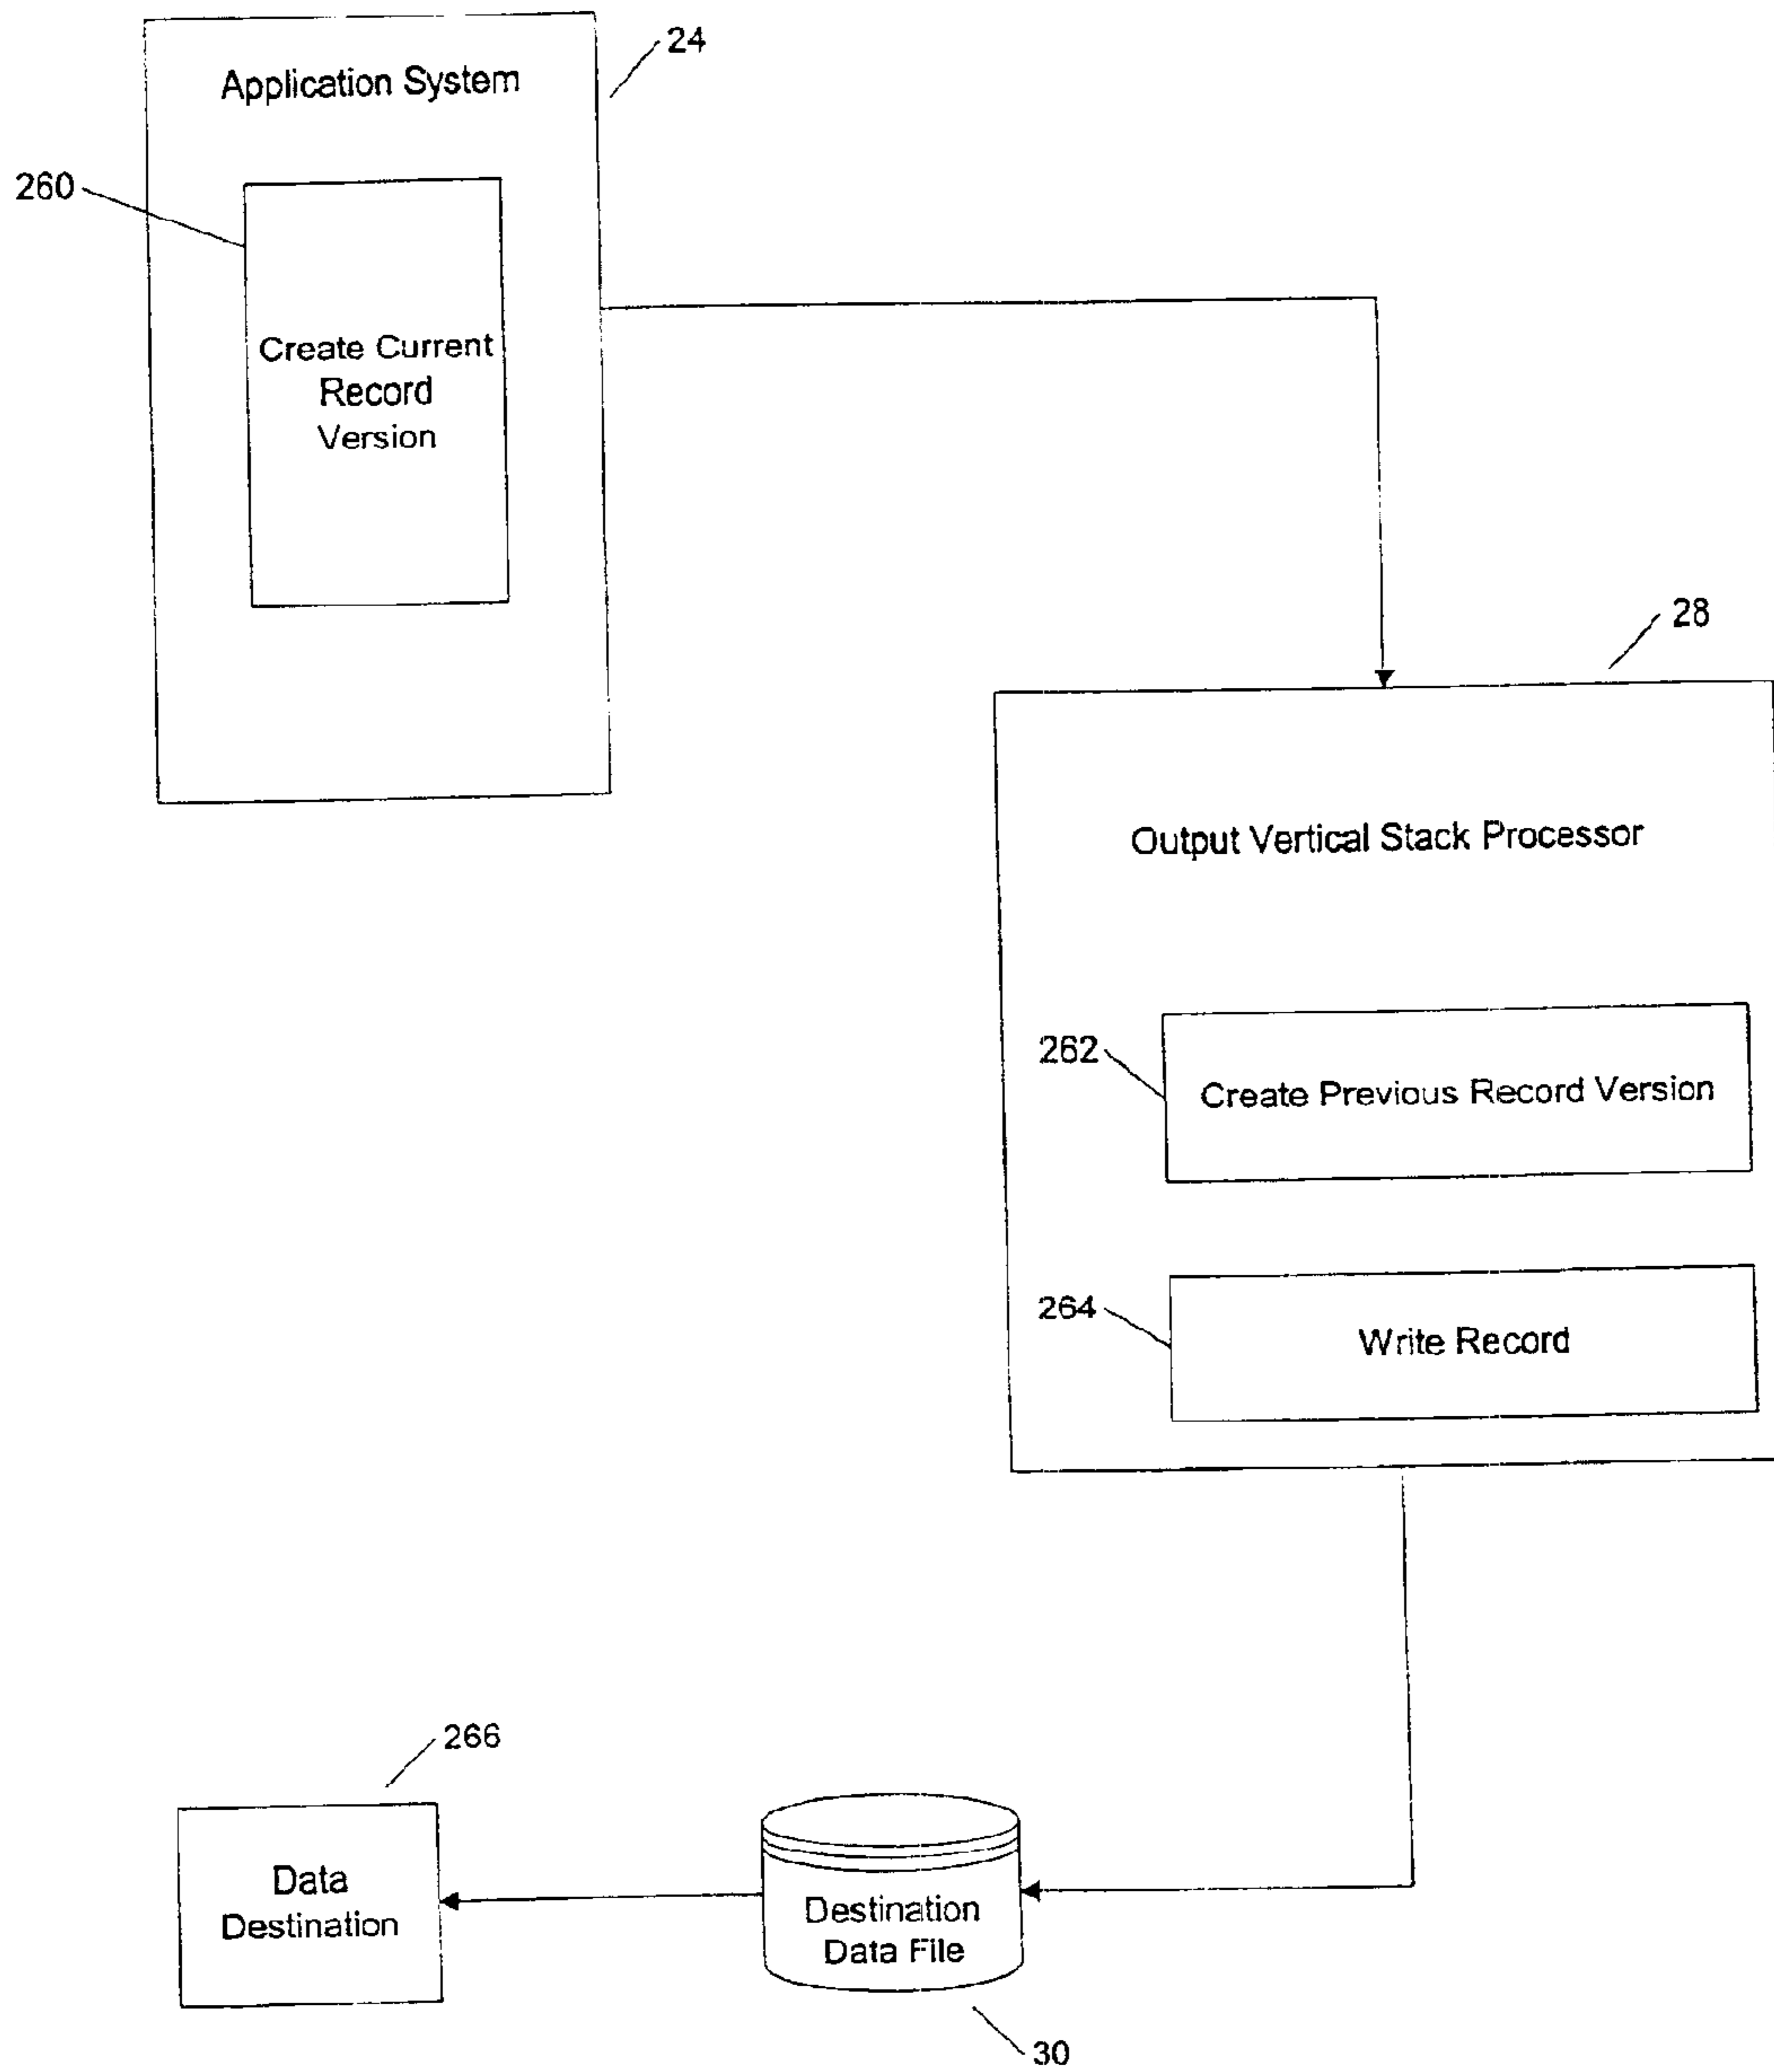 24
Application System
260
Create Current
Record
Version
28
Output Vertical Stack Processor
262
Create Previous Record Version
264
Write Record
266
Data
Destination
Destination
Data File
30